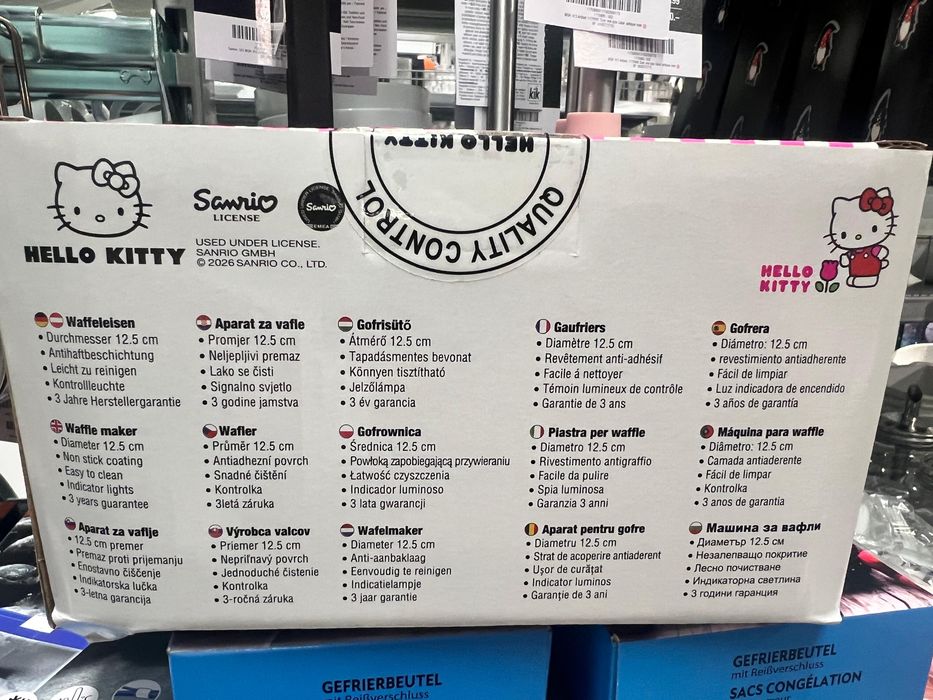 kik
HELLO KITTY
QUALITY CONTROL
Sanrio
LICENSE
Sanrio
EMEA
HELLO KITTY
USED UNDER LICENSE.
SANRIO GMBH
© 2026 SANRIO CO., LTD.
HELLO
KITTY
Waffeleisen
• Durchmesser 12.5 cm
• Antihaftbeschichtung
• Leicht zu reinigen
• Kontrollleuchte
• 3 Jahre Herstellergarantie
Aparat za vafle
• Promjer 12.5 cm
• Neljepljivi premaz
• Lako se čisti
• Signalno svjetlo
• 3 godine jamstva
Gofrisütő
• Átmérő 12.5 cm
• Tapadásmentes bevonat
• Könnyen tisztítható
• Jelzőlámpa
• 3 év garancia
Gaufriers
• Diamètre 12.5 cm
• Revêtement anti-adhésif
• Facile á nettoyer
• Témoin lumineux de contrôle
• Garantie de 3 ans
Gofrera
• Diámetro: 12.5 cm
• revestimiento antiadherente
• Fácil de limpiar
• Luz indicadora de encendido
• 3 años de garantía
Waffle maker
• Diameter 12.5 cm
• Non stick coating
• Easy to clean
• Indicator lights
• 3 years guarantee
Wafler
• Průměr 12.5 cm
• Antiadhezní povrch
• Snadné čištění
• Kontrolka
• 3letá záruka
Gofrownica
• Średnica 12.5 cm
• Powłoką zapobiegającą przywieraniu
• Łatwość czyszczenia
• Indicador luminoso
• 3 lata gwarancji
Piastra per waffle
• Diametro 12.5 cm
• Rivestimento antigraffio
• Facile da pulire
• Spia luminosa
• Garanzia 3 anni
Máquina para waffle
• Diâmetro: 12.5 cm
• Camada antiaderente
• Fácil de limpar
• Kontrolka
• 3 anos de garantia
Aparat za vaflje
• 12.5 cm premer
• Premaz proti prijemanju
• Enostavno čiščenje
• Indikatorska lučka
• 3-letna garancija
Výrobca valcov
• Priemer 12.5 cm
• Nepriľnavý povrch
• Jednoduché čistenie
• Kontrolka
• 3-ročná záruka
Wafelmaker
• Diameter 12.5 cm
• Anti-aanbaklaag
• Eenvoudig te reinigen
• Indicatielampje
• 3 jaar garantie
Aparat pentru gofre
• Diametru 12.5 cm
• Strat de acoperire antiaderent
• Uşor de curăţat
• Indicator luminos
• Garanţie de 3 ani
Машина за вафли
• Диаметър 12.5 см
• Незалепващо покритие
• Лесно почистване
• Индикаторна светлина
• 3 години гаранция
GEFRIERBEUTEL
mit Reißverschluss
GEFRIERBEUTEL
mit Reißverschluss
SACS CONGÉLATION